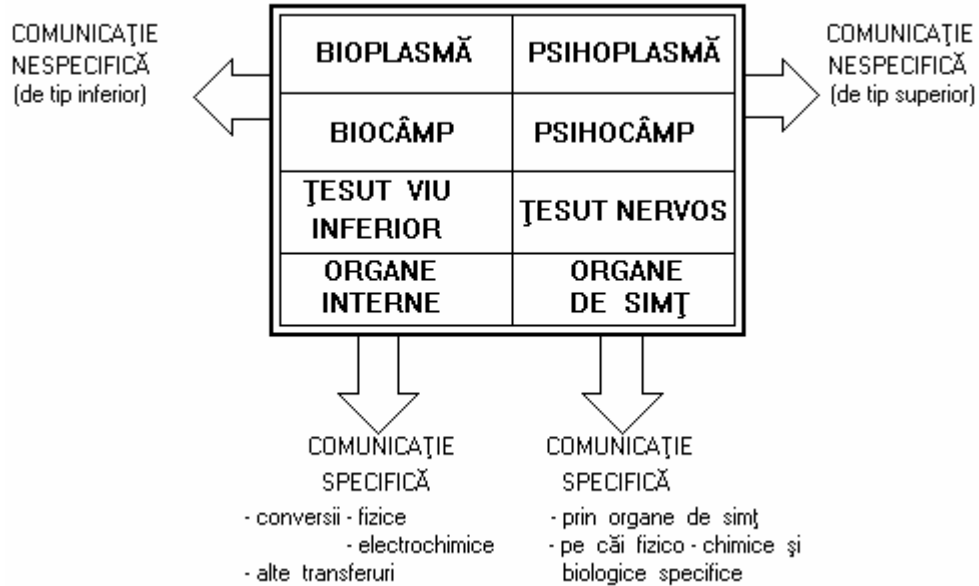 COMUNICAŢIE
NESPECIFICĂ
(de tip inferior)
BIOPLASMĂ
PSIHOPLASMĂ
BIOCÂMP
PSIHOCÂMP
ŢESUT VIU
INFERIOR
ŢESUT NERVOS
ORGANE
INTERNE
ORGANE
DE SIMŢ
COMUNICAŢIE
NESPECIFICĂ
(de tip superior)
COMUNICAŢIE
SPECIFICĂ
- conversii - fizice
- electrochimice
- alte transferuri
COMUNICAŢIE
SPECIFICĂ
- prin organe de simţ
- pe căi fizico - chimice şi
biologice specifice